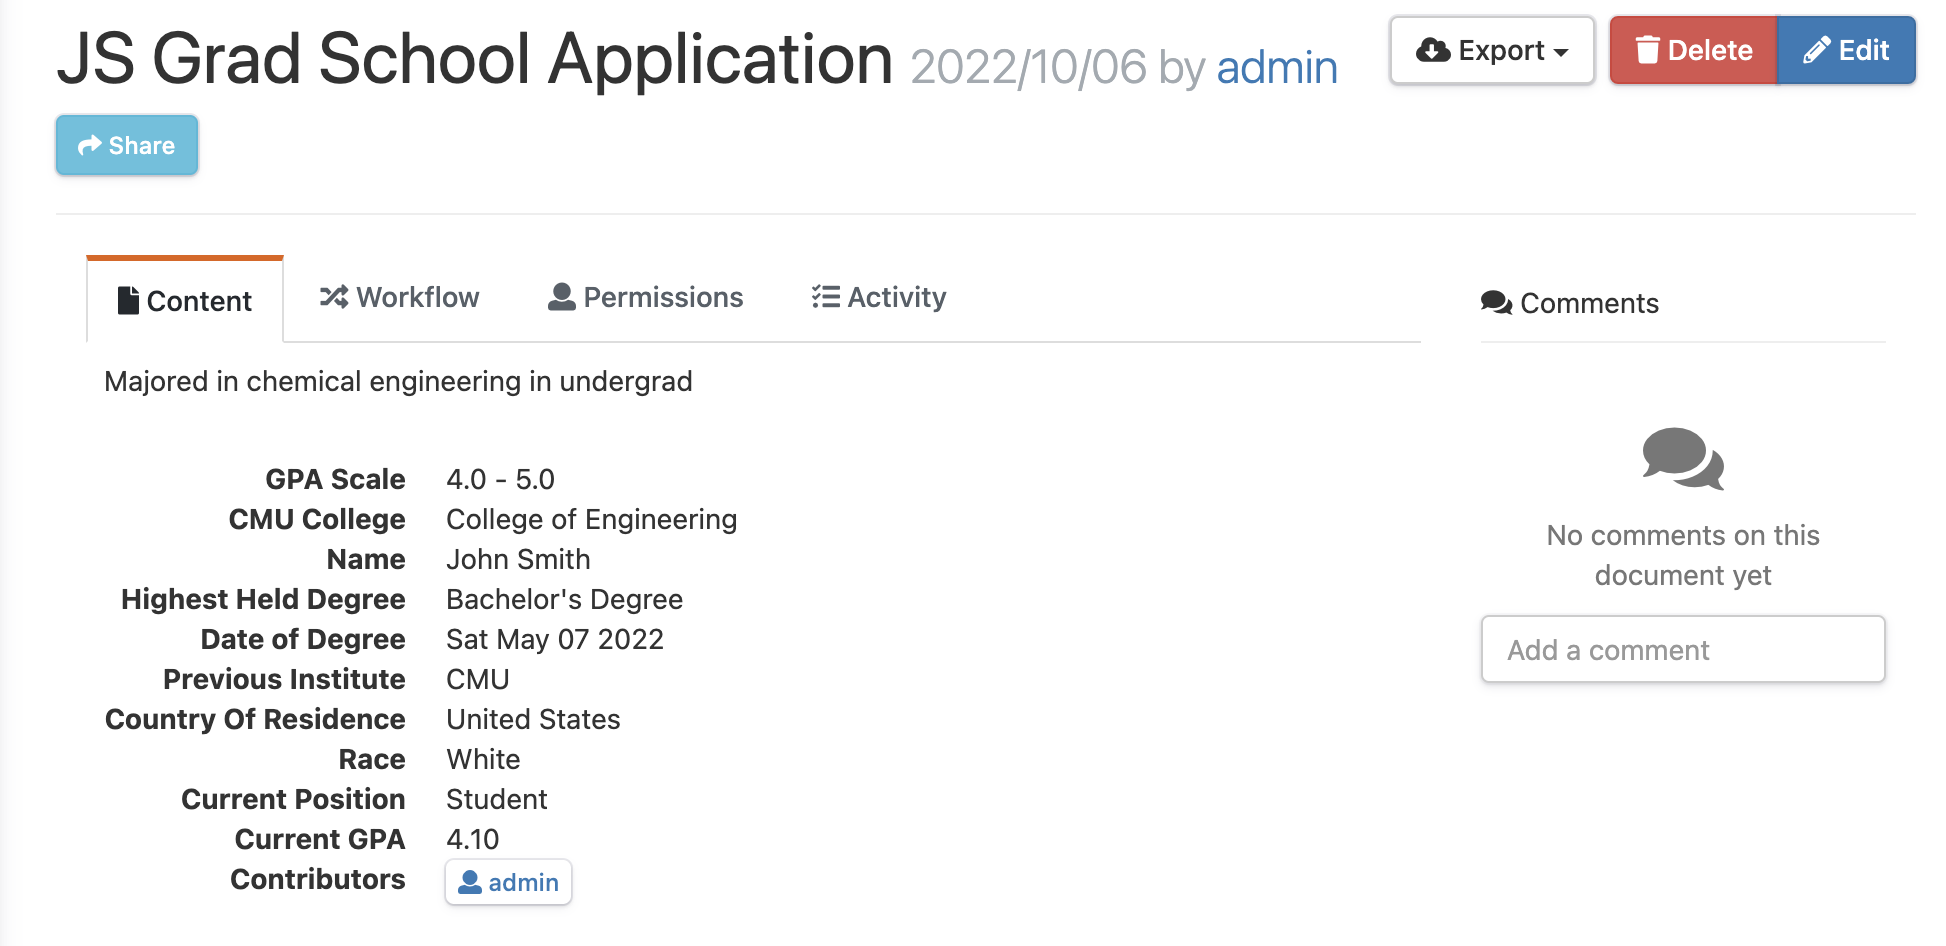 JS Grad School Application 2022/10/06 by admin
Export
Delete
Edit
Share
Content
Workflow
Permissions
Activity
Comments
Majored in chemical engineering in undergrad
GPA Scale 4.0 - 5.0
CMU College College of Engineering
Name John Smith
Highest Held Degree Bachelor's Degree
Date of Degree Sat May 07 2022
Previous Institute CMU
Country Of Residence United States
Race White
Current Position Student
Current GPA 4.10
Contributors admin
No comments on this
document yet
Add a comment